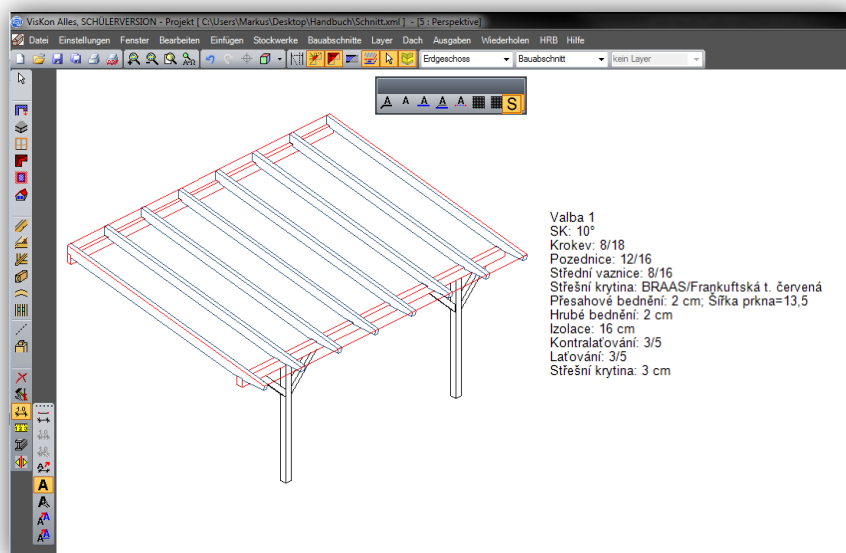 VisKon Alles, SCHÜLERVERSION - Projekt [ C:\Users\Markus\Desktop\Handbuch\Schnitt.xml ] - [5 : Perspektive]
Datei Einstellungen Fenster Bearbeiten Einfügen Stockwerke Bauabschnitte Layer Dach Ausgaben Wiederholen HRB Hilfe
Erdgeschoss Bauabschnitt kein Layer
A A A A A S
Valba 1
SK: 10°
Krokev: 8/18
Pozednice: 12/16
Střední vaznice: 8/16
Střešní krytina: BRAAS/Frankuftská t. červená
Přesahové bednění: 2 cm; Šířka prkna=13,5
Hrubé bednění: 2 cm
Izolace: 16 cm
Kontralaťování: 3/5
Laťování: 3/5
Střešní krytina: 3 cm